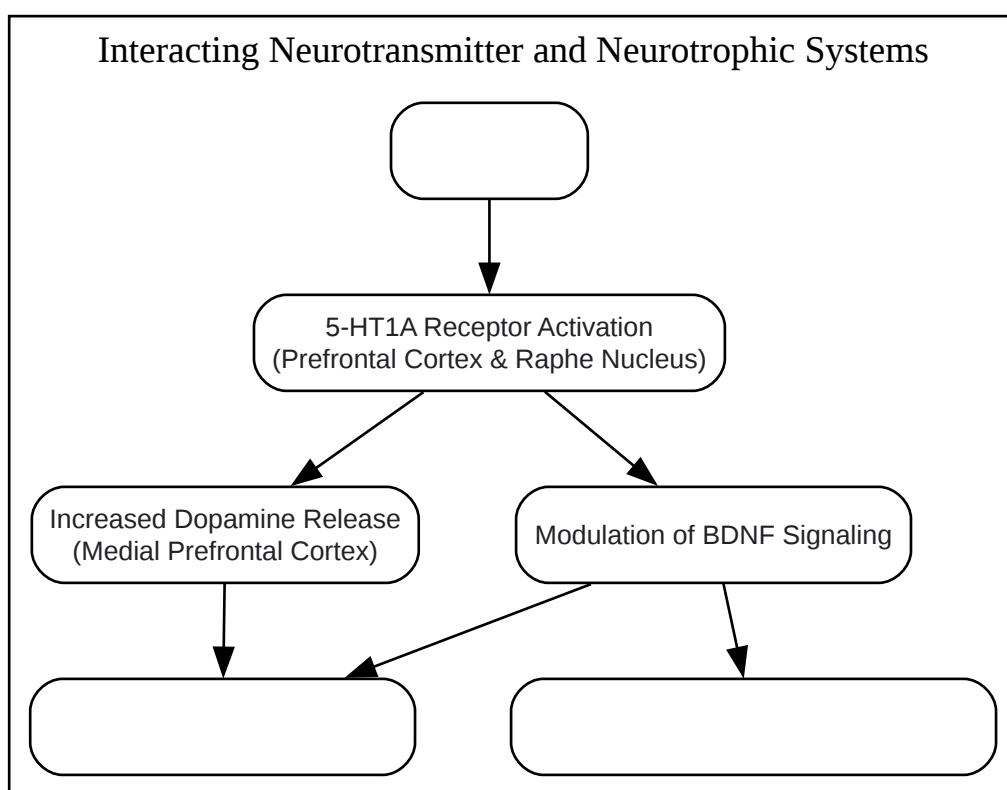 Interacting Neurotransmitter and Neurotrophic Systems
5-HT1A Receptor Activation
(Prefrontal Cortex & Raphe Nucleus)
Increased Dopamine Release
(Medial Prefrontal Cortex)
Modulation of BDNF Signaling